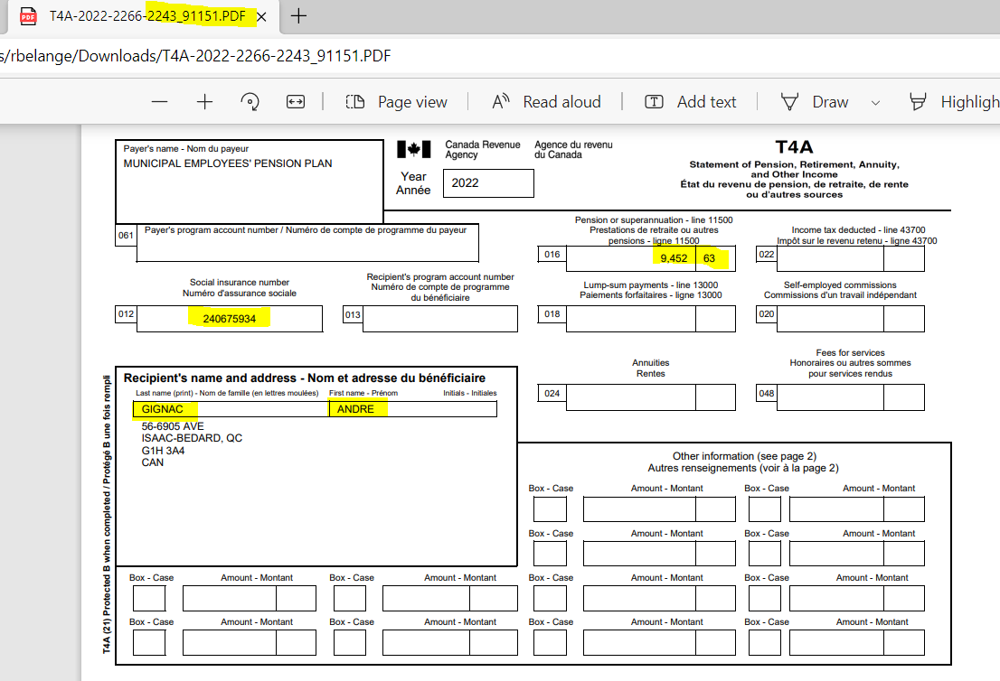 T4A-2022-2266-2243_91151.PDF
s/rbelange/Downloads/T4A-2022-2266-2243_91151.PDF
Page view Read aloud Add text Draw Highligh
Payer's name - Nom du payeur
MUNICIPAL EMPLOYEES' PENSION PLAN
Canada Revenue Agency
Agence du revenu du Canada
Year
Année
2022
T4A
Statement of Pension, Retirement, Annuity,
and Other Income
État du revenu de pension, de retraite, de rente
ou d'autres sources
061
Payer's program account number / Numéro de compte de programme du payeur
Pension or superannuation - line 11500
Prestations de retraite ou autres
pensions - ligne 11500
016
9,452 63
Income tax deducted - line 43700
Impôt sur le revenu retenu - ligne 43700
022
Social insurance number
Numéro d'assurance sociale
012
240675934
Recipient's program account number
Numéro de compte de programme
du bénéficiaire
013
Lump-sum payments - line 13000
Paiements forfaitaires - ligne 13000
018
Self-employed commissions
Commissions d'un travail indépendant
020
Annuities
Rentes
024
Fees for services
Honoraires ou autres sommes
pour services rendus
048
Recipient's name and address - Nom et adresse du bénéficiaire
Last name (print) - Nom de famille (en lettres moulées) First name - Prénom Initials - Initiales
GIGNAC ANDRE
56-6905 AVE
ISAAC-BEDARD, QC
G1H 3A4
CAN
Other information (see page 2)
Autres renseignements (voir à la page 2)
Box - Case Amount - Montant Box - Case Amount - Montant
Box - Case Amount - Montant Box - Case Amount - Montant
Box - Case Amount - Montant Box - Case Amount - Montant Box - Case Amount - Montant Box - Case Amount - Montant
Box - Case Amount - Montant Box - Case Amount - Montant Box - Case Amount - Montant Box - Case Amount - Montant
T4A (21) Protected B when completed / Protégé B une fois rempli